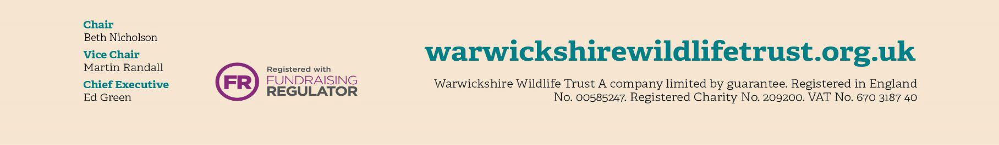 Chair
Beth Nicholson
Vice Chair
Martin Randall
Chief Executive
Ed Green
FR
Registered with
FUNDRAISING
REGULATOR
warwickshirewildlifetrust.org.uk
Warwickshire Wildlife Trust A company limited by guarantee. Registered in England
No. 00585247. Registered Charity No. 209200. VAT No. 670 3187 40